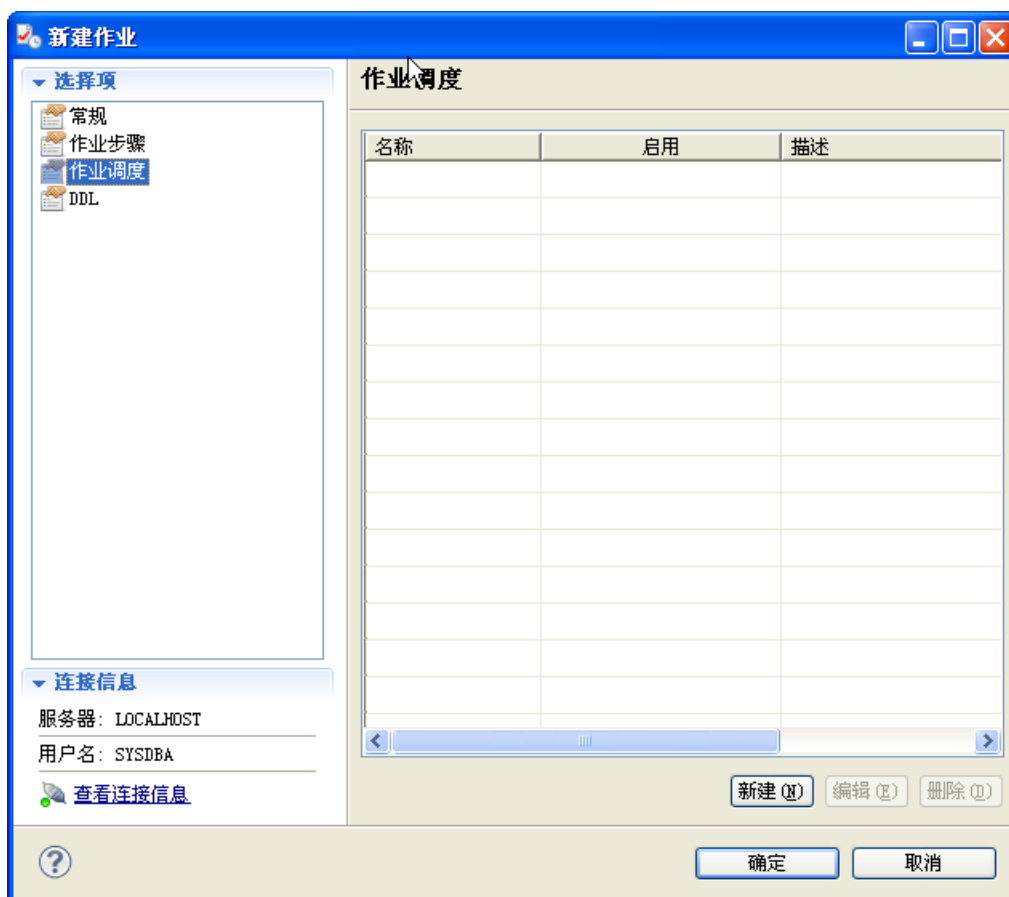 新建作业
选择项
常规
作业步骤
作业调度
DDL
作业调度
名称 启用 描述
新建(N) 编辑(E) 删除(D)
连接信息
服务器: LOCALHOST
用户名: SYSDBA
查看连接信息
?
确定 取消